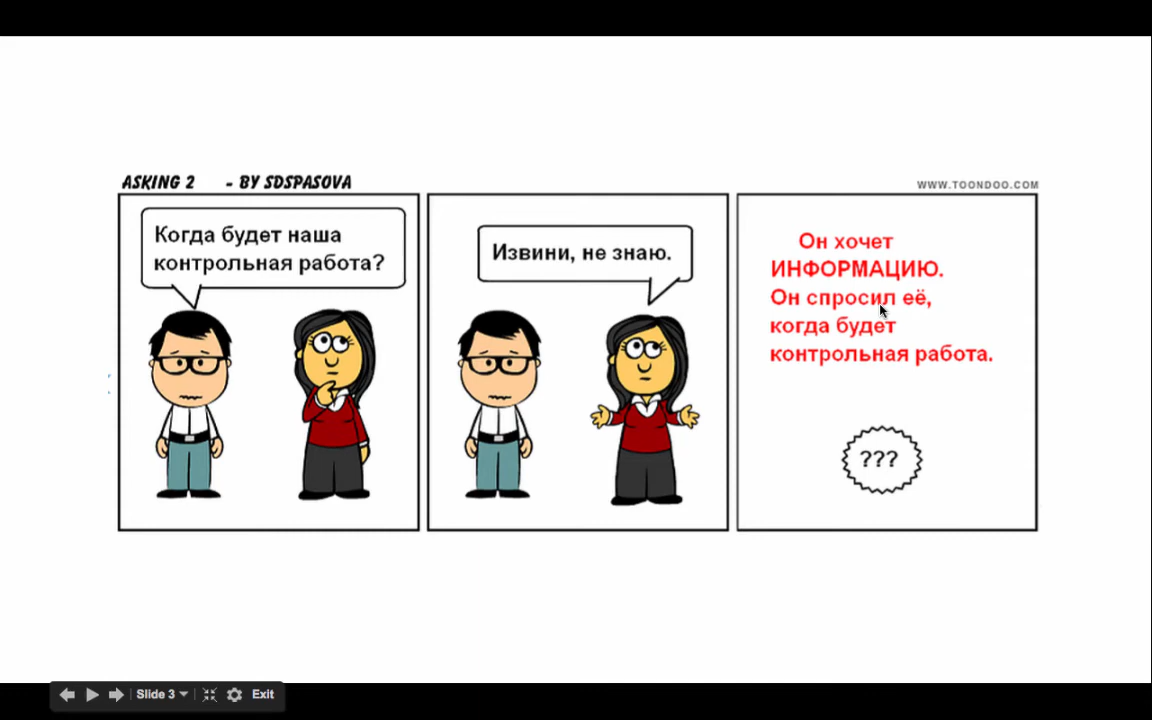 ASKING 2 - BY SDSPASOVA
WWW.TOONDOO.COM
Когда будет наша
контрольная работа?
Извини, не знаю.
Он хочет
ИНФОРМАЦИЮ.
Он спросил её,
когда будет
контрольная работа.
???
Slide 3
Exit